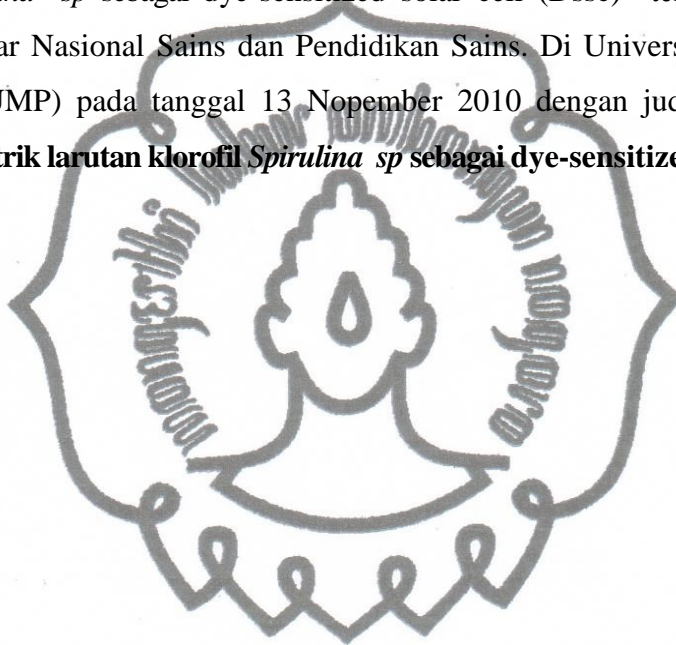 ata sp sebagai dye-sensitized solar cell (Dssc)
ar Nasional Sains dan Pendidikan Sains. Di Univers
JMP) pada tanggal 13 Nopember 2010 dengan jud
trik larutan klorofil Spirulina sp sebagai dye-sensitize